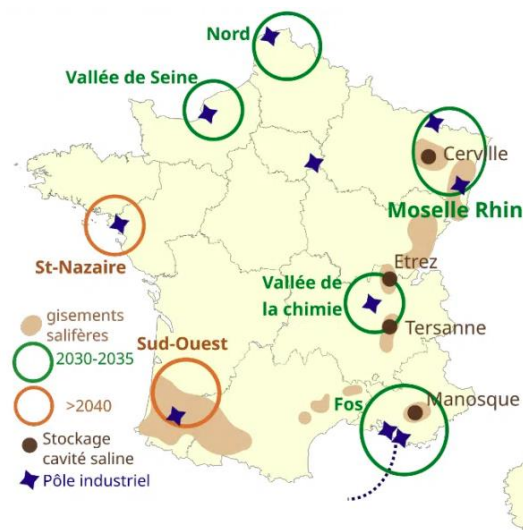 Nord
Vallée de Seine
Cerville
Moselle Rhin
St-Nazaire
Etrez
Vallée de
la chimie
Tersanne
Sud-Ouest
Fos
Manosque
gisements
salifères
2030-2035
>2040
Stockage
cavité saline
Pôle industriel